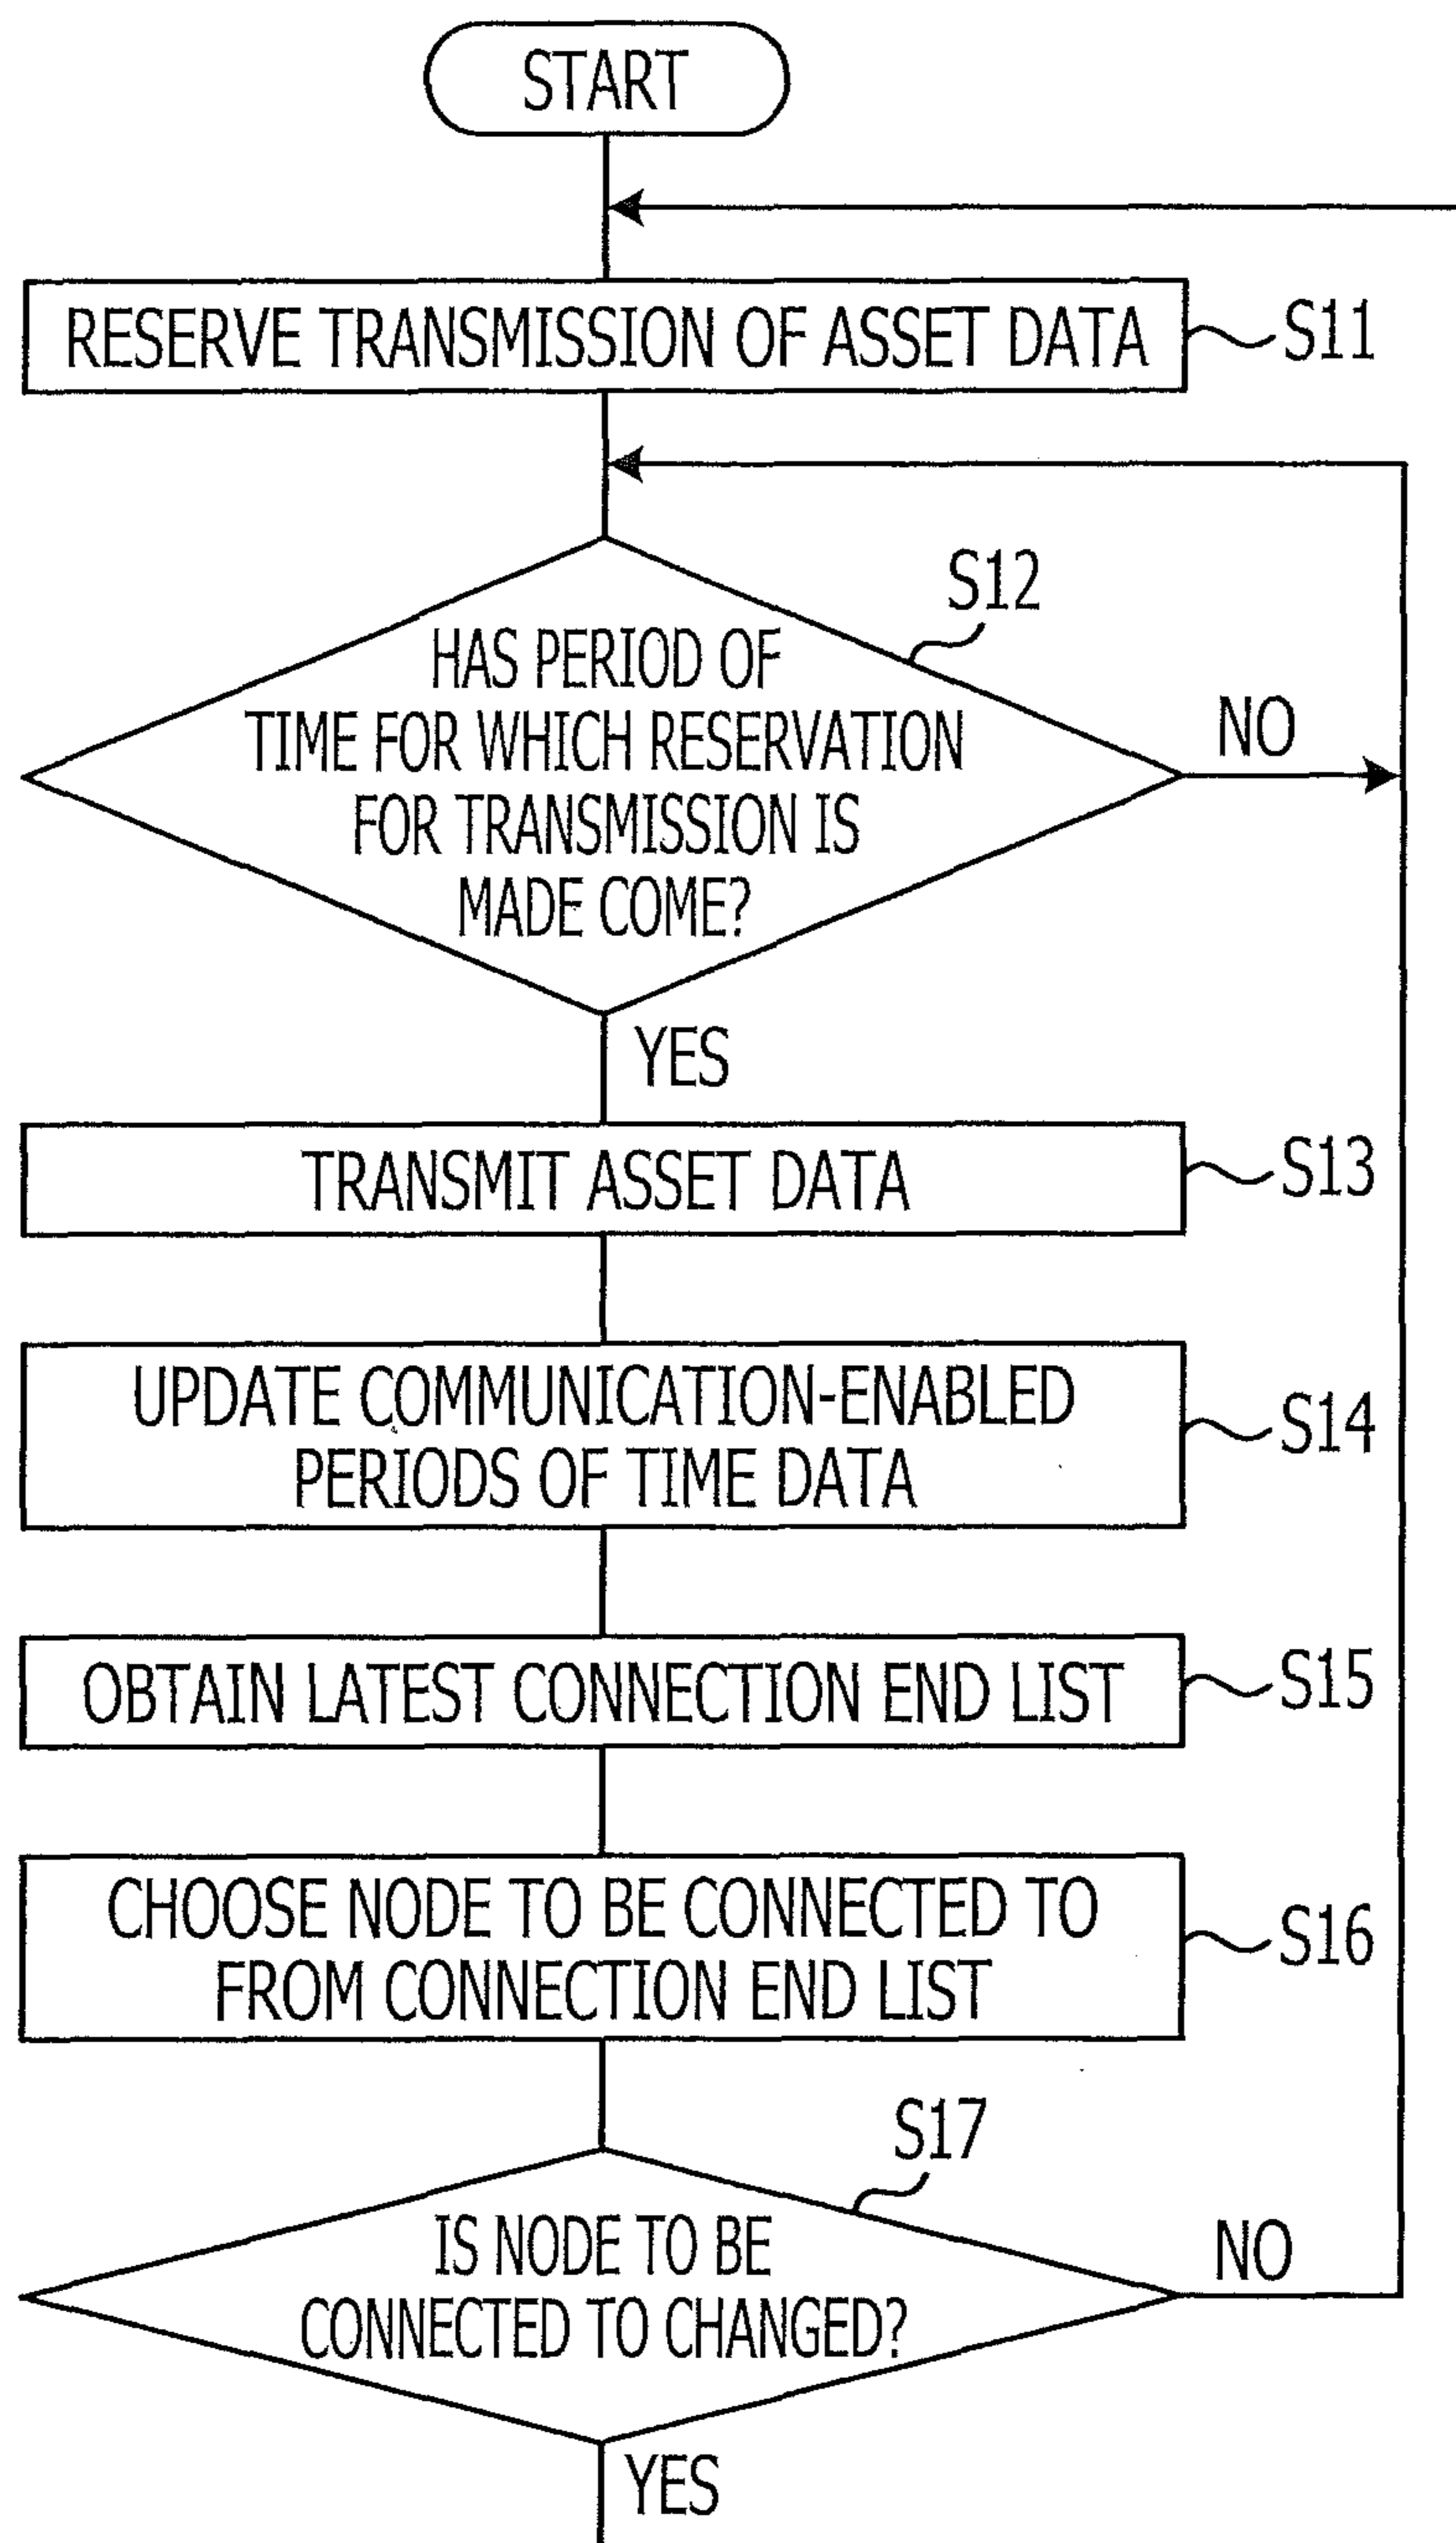 START
RESERVE TRANSMISSION OF ASSET DATA
S11
S12
HAS PERIOD OF
TIME FOR WHICH RESERVATION
FOR TRANSMISSION IS
MADE COME?
NO
YES
TRANSMIT ASSET DATA
S13
UPDATE COMMUNICATION-ENABLED
PERIODS OF TIME DATA
S14
OBTAIN LATEST CONNECTION END LIST
S15
CHOOSE NODE TO BE CONNECTED TO
FROM CONNECTION END LIST
S16
S17
IS NODE TO BE
CONNECTED TO CHANGED?
NO
YES